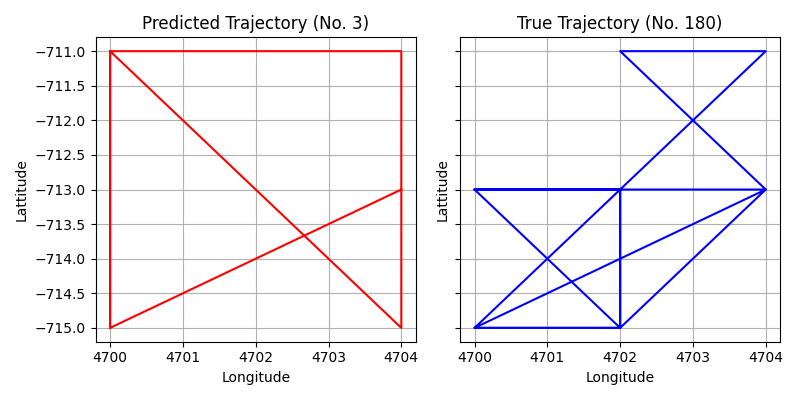 Predicted Trajectory (No. 3)
True Trajectory (No. 180)
−711.0
−711.5
−712.0
−712.5
−713.0
−713.5
−714.0
−714.5
−715.0
Lattitude
Lattitude
4700 4701 4702 4703 4704
4700 4701 4702 4703 4704
Longitude
Longitude